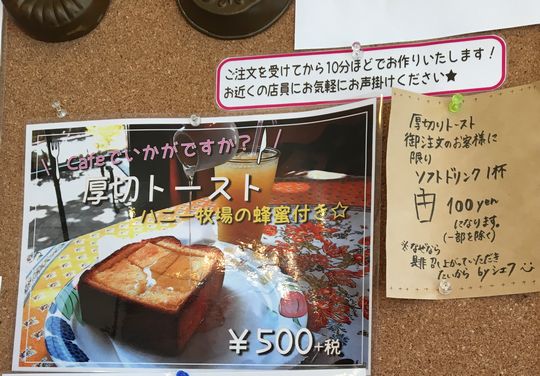 ご注文を受けてから10分ほどでお作りいたします！
お近くの店員にお気軽にお声掛けください★
Cafeでいかがですか？
厚切トースト
ハニー牧場の蜂蜜付き☆
￥500+税
厚切りトースト
御注文のお客様に
限り
ソフトドリンク1杯
100yen
になります。
(一部を除く)
※なぜなら
是非召し上がっていただき
たいから byシェフ